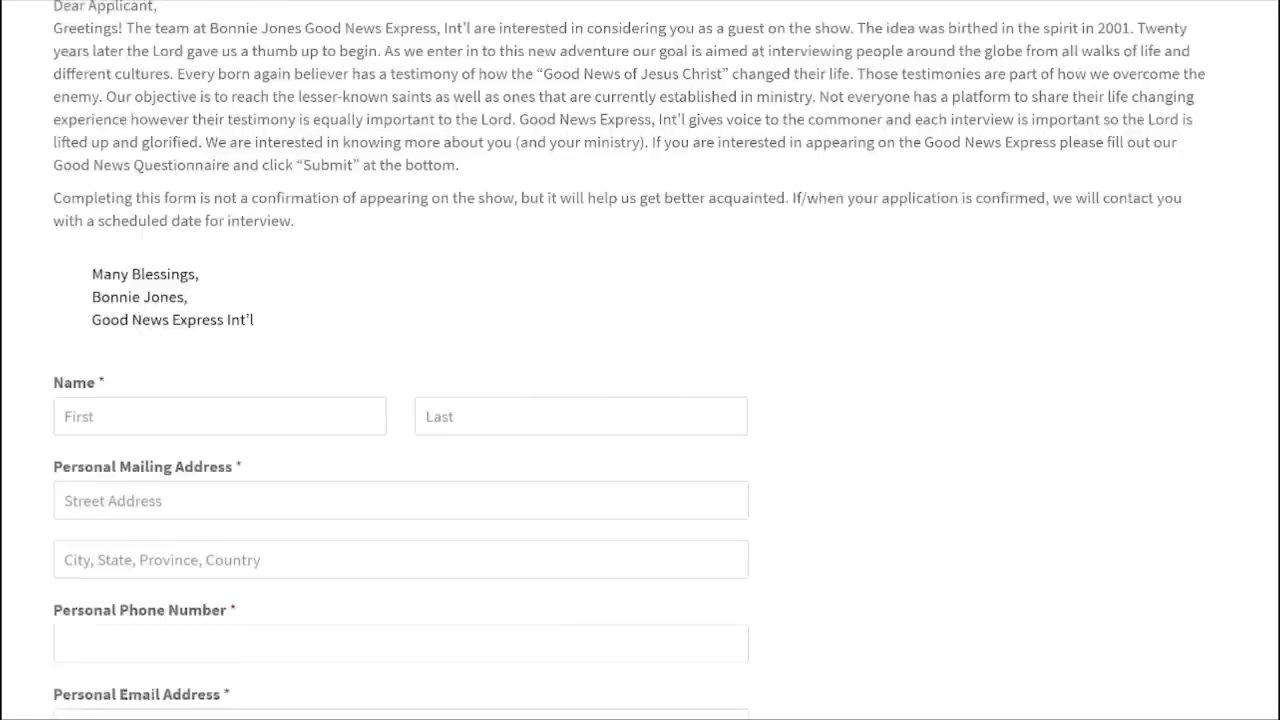 Dear Applicant,
Greetings! The team at Bonnie Jones Good News Express, Int’l are interested in considering you as a guest on the show. The idea was birthed in the spirit in 2001. Twenty
years later the Lord gave us a thumb up to begin. As we enter in to this new adventure our goal is aimed at interviewing people around the globe from all walks of life and
different cultures. Every born again believer has a testimony of how the “Good News of Jesus Christ” changed their life. Those testimonies are part of how we overcome the
enemy. Our objective is to reach the lesser-known saints as well as ones that are currently established in ministry. Not everyone has a platform to share their life changing
experience however their testimony is equally important to the Lord. Good News Express, Int’l gives voice to the commoner and each interview is important so the Lord is
lifted up and glorified. We are interested in knowing more about you (and your ministry). If you are interested in appearing on the Good News Express please fill out our
Good News Questionnaire and click “Submit” at the bottom.
Completing this form is not a confirmation of appearing on the show, but it will help us get better acquainted. If/when your application is confirmed, we will contact you
with a scheduled date for interview.
Many Blessings,
Bonnie Jones,
Good News Express Int’l
Name *
First Last
Personal Mailing Address *
Street Address
City, State, Province, Country
Personal Phone Number *
Personal Email Address *